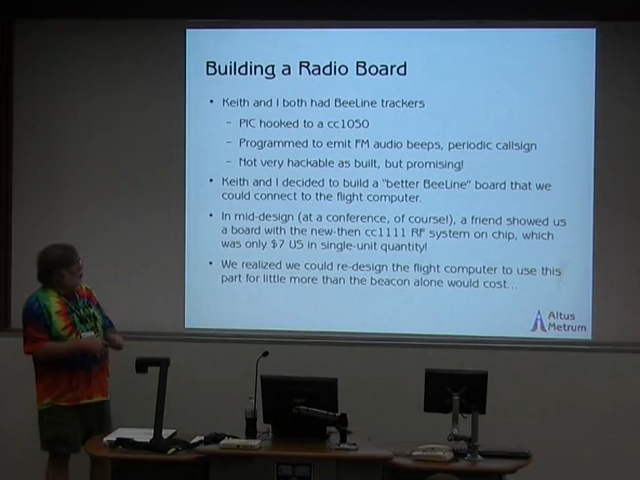 Building a Radio Board
• Keith and I both had BeeLine trackers
– PIC hooked to a cc1050
– Programmed to emit FM audio beeps, periodic callsign
– Not very hackable as built, but promising!
• Keith and I decided to build a "better BeeLine" board that we
could connect to the flight computer.
• In mid-design (at a conference, of course!), a friend showed us
a board with the new-then cc1111 RF system on chip, which
was only $7 US in single-unit quantity!
• We realized we could re-design the flight computer to use this
part for little more than the beacon alone would cost...
Altus
Metrum